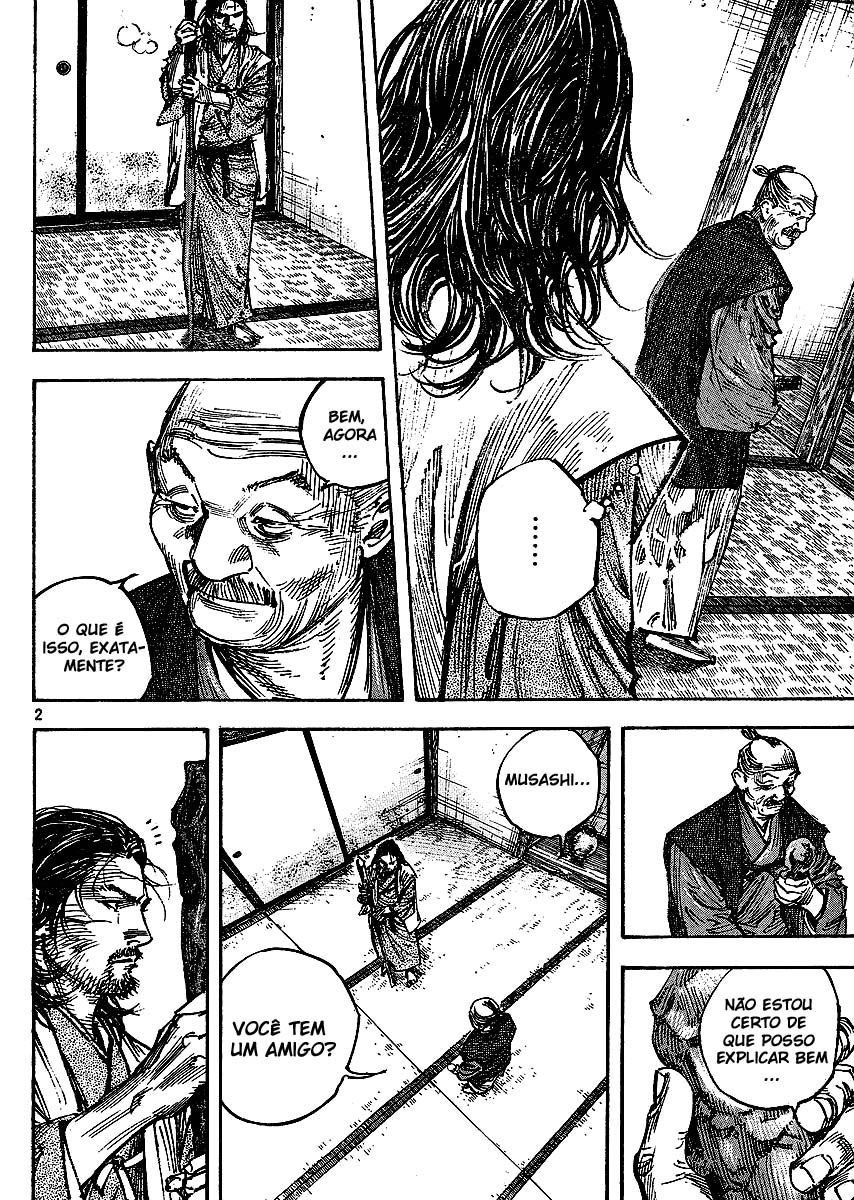 ......
BEM,
AGORA
...
O QUE É
ISSO, EXATA-
MENTE?
2
NÃO ESTOU
CERTO DE
QUE POSSO
EXPLICAR BEM
...
MUSASHI...
VOCÊ TEM
UM AMIGO?